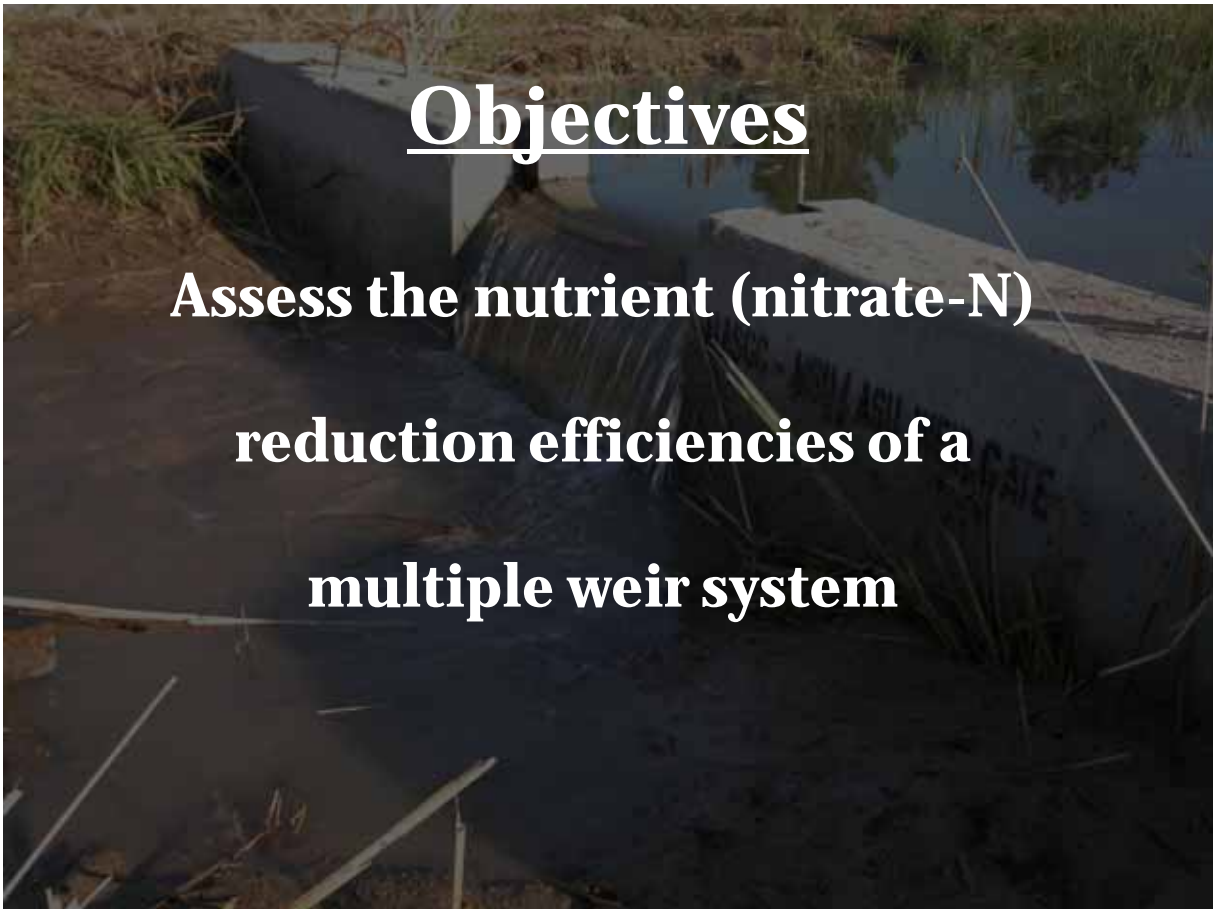 Objectives
Assess the nutrient (nitrate-N)
reduction efficiencies of a
multiple weir system